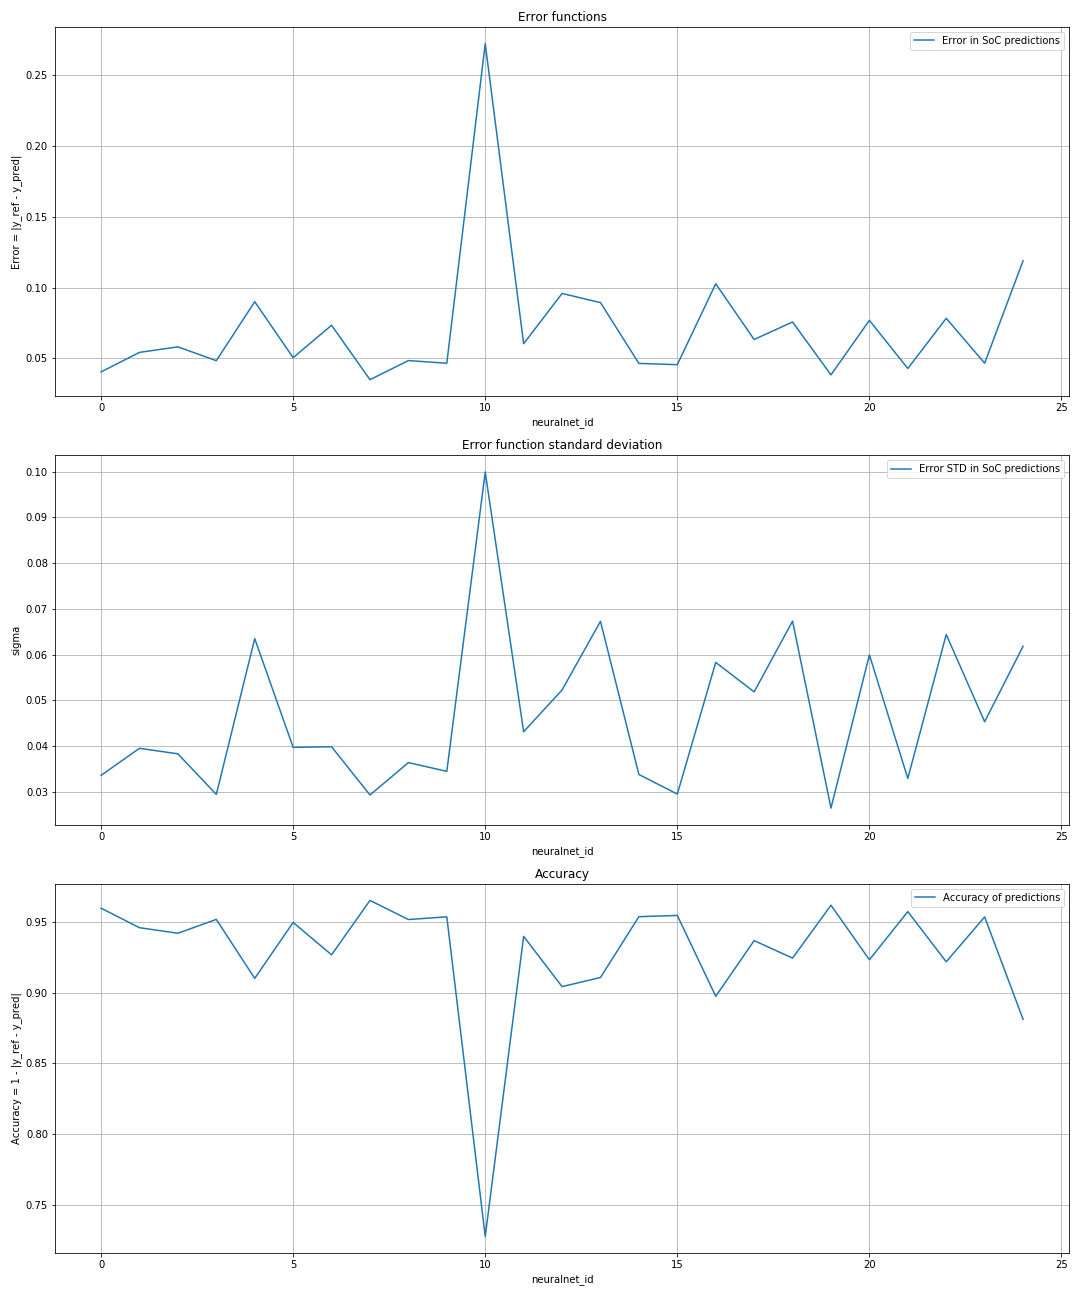 Error functions
Error in SoC predictions
0.25
0.20
0.15
0.10
0.05
Error = |y_ref - y_pred|
0 5 10 15 20 25
neuralnet_id
Error function standard deviation
Error STD in SoC predictions
0.10
0.09
0.08
0.07
0.06
0.05
0.04
0.03
sigma
0 5 10 15 20 25
neuralnet_id
Accuracy
Accuracy of predictions
0.95
0.90
0.85
0.80
0.75
Accuracy = 1 - |y_ref - y_pred|
0 5 10 15 20 25
neuralnet_id